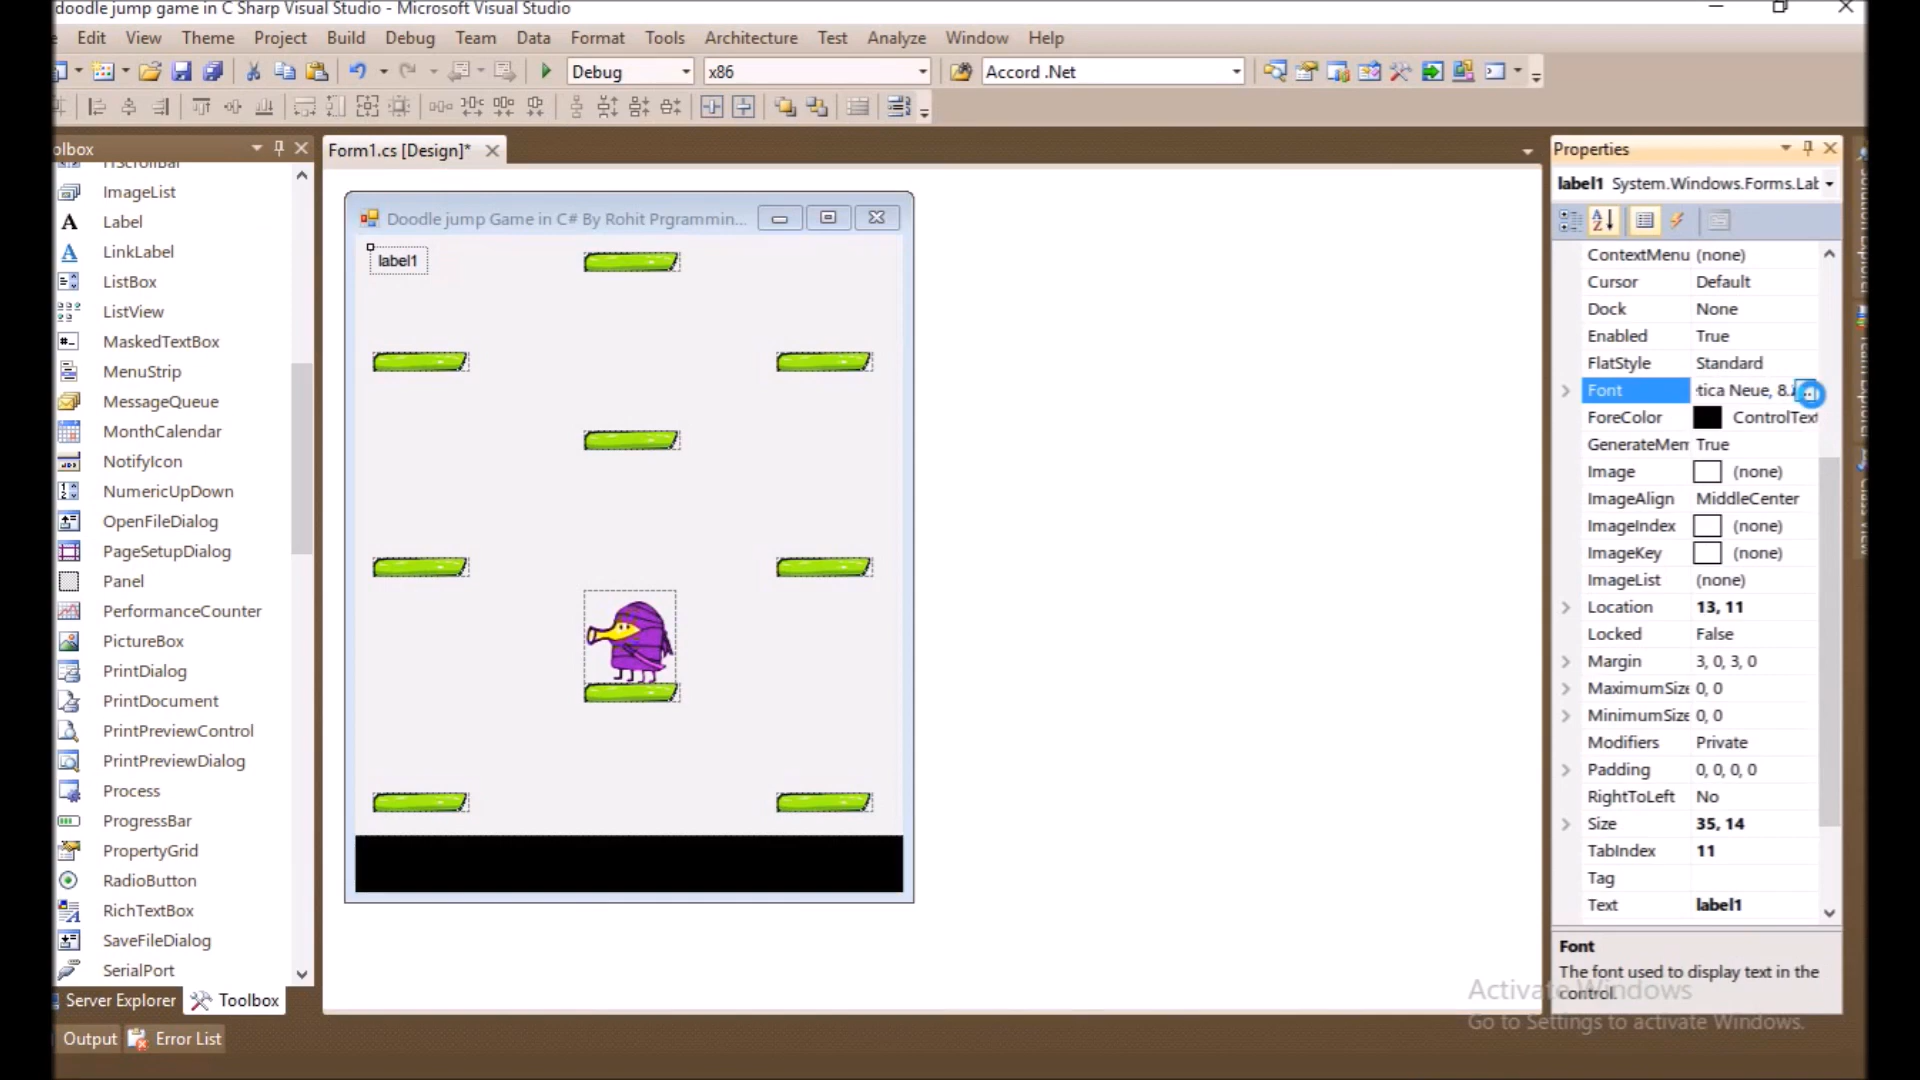 doodle jump game in C Sharp Visual Studio - Microsoft Visual Studio
Edit View Theme Project Build Debug Team Data Format Tools Architecture Test Analyze Window Help
Debug x86 Accord .Net
olbox
Form1.cs [Design]*
Properties
ImageList
Label
LinkLabel
ListBox
ListView
MaskedTextBox
MenuStrip
MessageQueue
MonthCalendar
NotifyIcon
NumericUpDown
OpenFileDialog
PageSetupDialog
Panel
PerformanceCounter
PictureBox
PrintDialog
PrintDocument
PrintPreviewControl
PrintPreviewDialog
Process
ProgressBar
PropertyGrid
RadioButton
RichTextBox
SaveFileDialog
SerialPort
Server Explorer Toolbox
Output Error List
Doodle jump Game in C# By Rohit Prgrammin...
label1
label1 System.Windows.Forms.Lab
ContextMenu (none)
Cursor Default
Dock None
Enabled True
FlatStyle Standard
Font tica Neue, 8.
ForeColor ControlText
GenerateMem True
Image (none)
ImageAlign MiddleCenter
ImageIndex (none)
ImageKey (none)
ImageList (none)
Location 13, 11
Locked False
Margin 3, 0, 3, 0
MaximumSize 0, 0
MinimumSize 0, 0
Modifiers Private
Padding 0, 0, 0, 0
RightToLeft No
Size 35, 14
TabIndex 11
Tag
Text label1
Font
The font used to display text in the
control.
Activate Windows
Go to Settings to activate Windows.